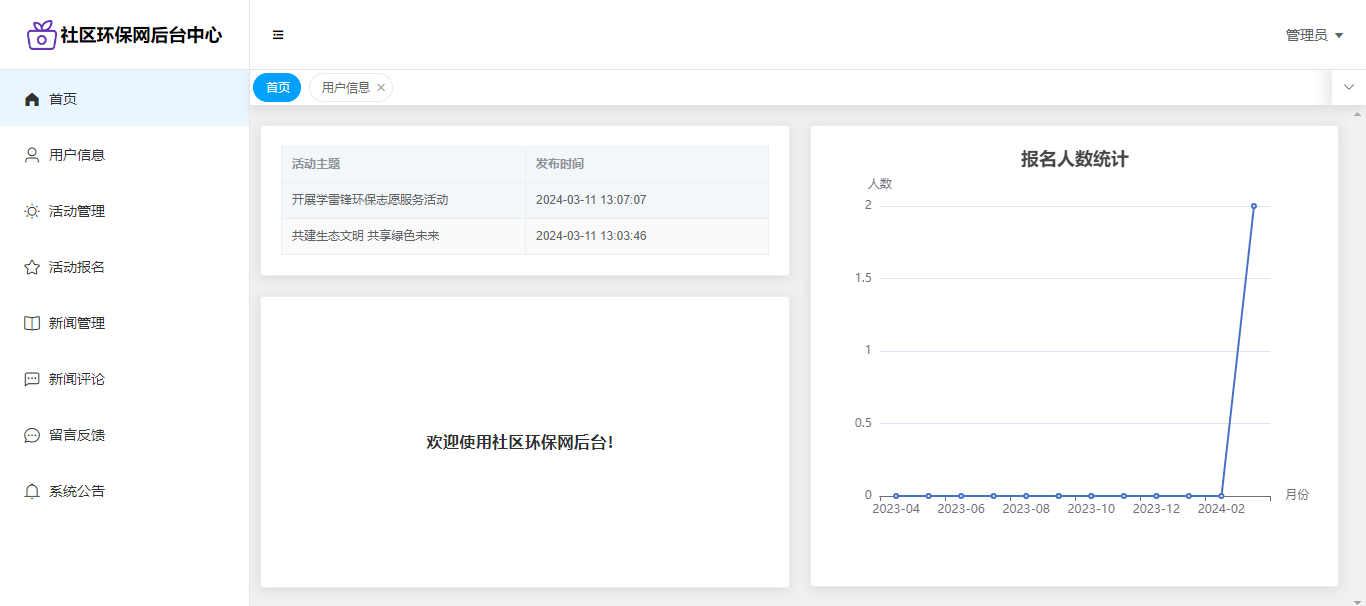 社区环保网后台中心
管理员
首页
用户信息
活动管理
活动报名
新闻管理
新闻评论
留言反馈
系统公告
首页 用户信息
活动主题 发布时间
开展学雷锋环保志愿服务活动 2024-03-11 13:07:07
共建生态文明 共享绿色未来 2024-03-11 13:03:46
欢迎使用社区环保网后台!
报名人数统计
人数
2
1.5
1
0.5
0
月份
2023-04 2023-06 2023-08 2023-10 2023-12 2024-02